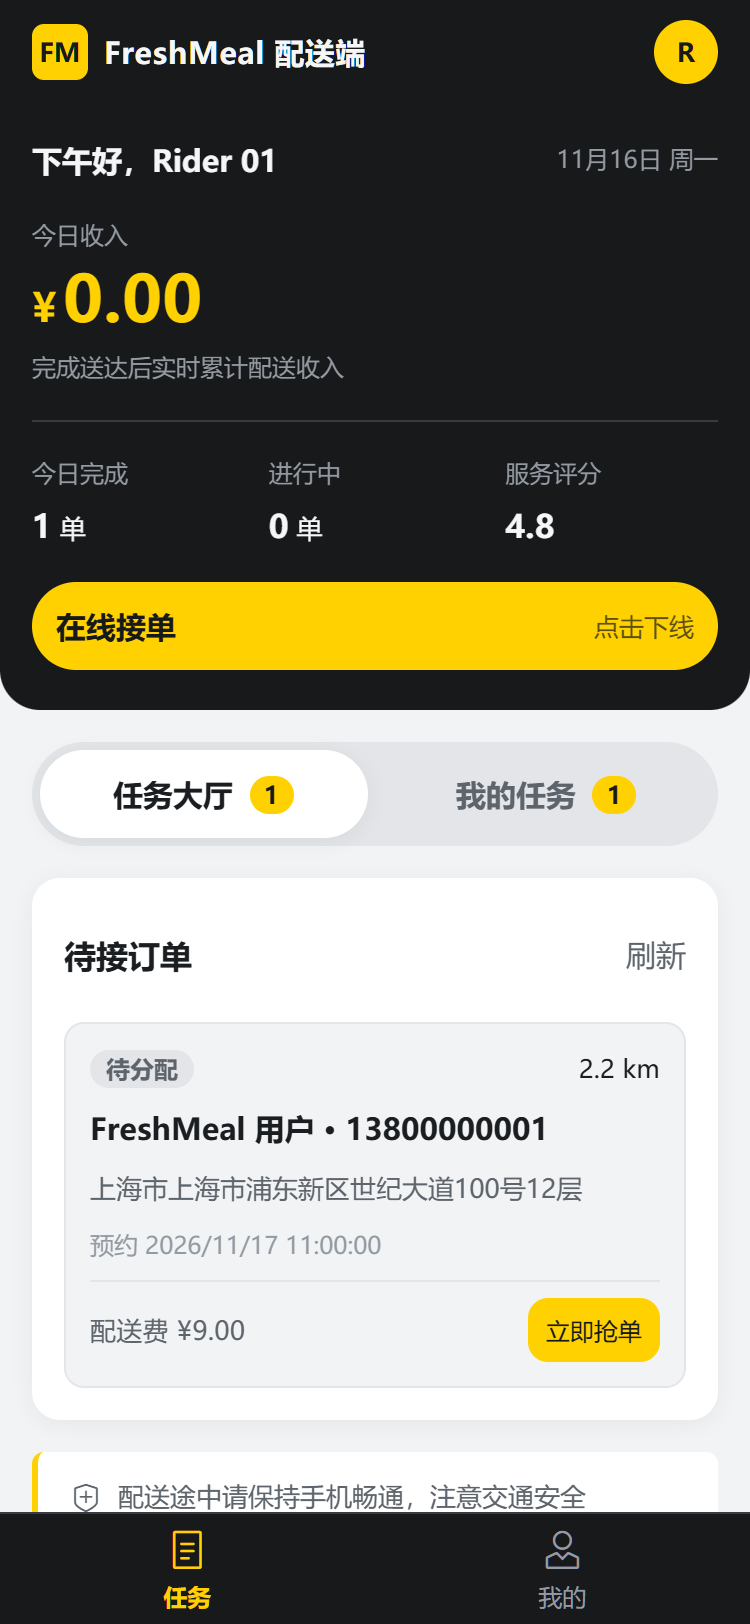 FM FreshMeal 配送端 R
下午好，Rider 01 11月16日 周一
今日收入
¥0.00
完成送达后实时累计配送收入
今日完成 进行中 服务评分
1 单 0 单 4.8
在线接单 点击下线
任务大厅 1 我的任务 1
待接订单 刷新
待分配 2.2 km
FreshMeal 用户 • 13800000001
上海市上海市浦东新区世纪大道100号12层
预约 2026/11/17 11:00:00
配送费 ¥9.00 立即抢单
配送途中请保持手机畅通，注意交通安全
任务 我的